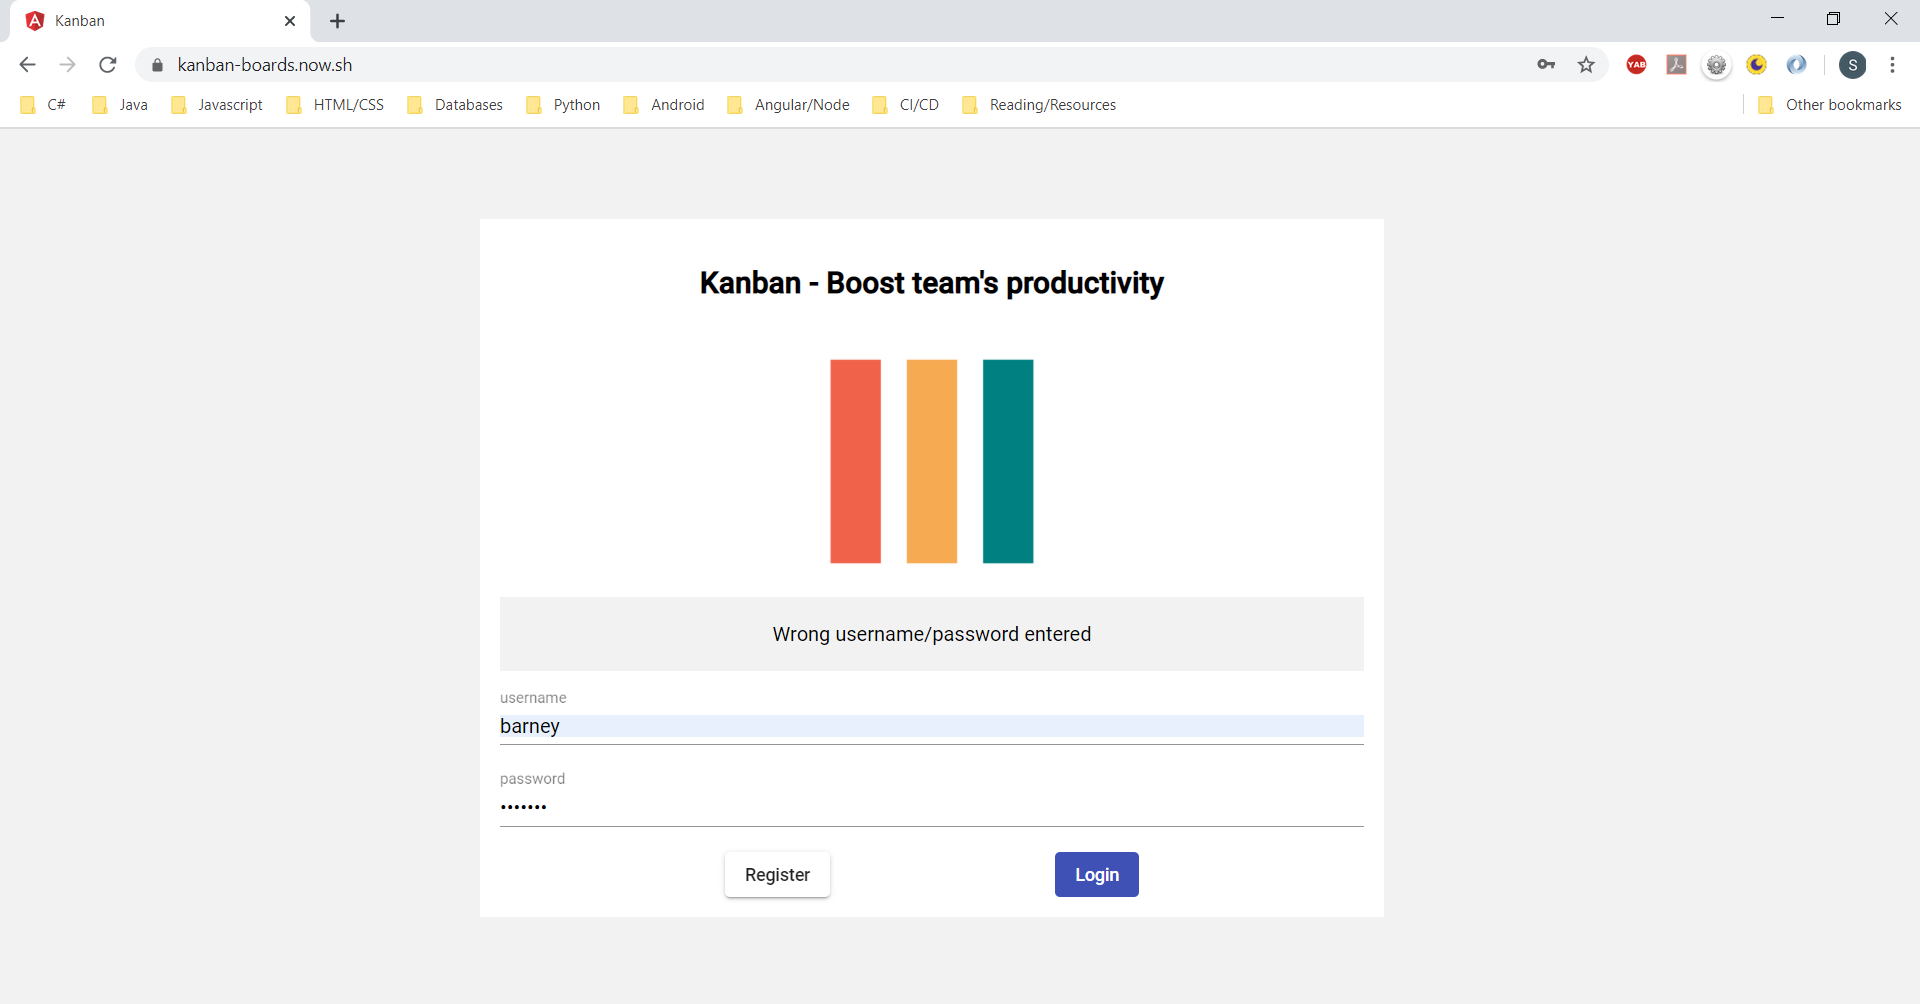 Kanban
kanban-boards.now.sh
YAB
S
C# Java Javascript HTML/CSS Databases Python Android Angular/Node CI/CD Reading/Resources Other bookmarks
Kanban - Boost team's productivity
Wrong username/password entered
username
barney
password
•••••••
Register Login